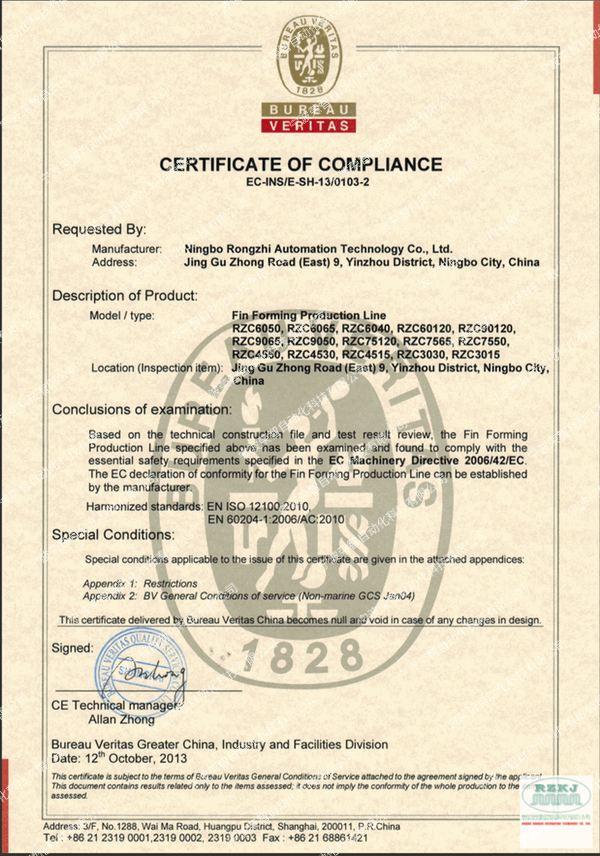 BUREAU VERITAS
1828
BUREAU
VERITAS
CERTIFICATE OF COMPLIANCE
EC-INS/E-SH-13/0103-2
Requested By:
Manufacturer: Ningbo Rongzhi Automation Technology Co., Ltd.
Address: Jing Gu Zhong Road (East) 9, Yinzhou District, Ningbo City, China
Description of Product:
Model / type: Fin Forming Production Line
RZC6050, RZC6065, RZC6040, RZC60120, RZC90120,
RZC9065, RZC9050, RZC75120, RZC7565, RZC7550,
RZC4550, RZC4530, RZC4515, RZC3030, RZC3015
Location (Inspection item): Jing Gu Zhong Road (East) 9, Yinzhou District, Ningbo City,
China
Conclusions of examination:
Based on the technical construction file and test result review, the Fin Forming
Production Line specified above has been examined and found to comply with the
essential safety requirements specified in the EC Machinery Directive 2006/42/EC.
The EC declaration of conformity for the Fin Forming Production Line can be established
by the manufacturer.
Harmonized standards: EN ISO 12100:2010,
EN 60204-1:2006/AC:2010
Special Conditions:
Special conditions applicable to the issue of this certificate are given in the attached appendices:
Appendix 1: Restrictions
Appendix 2: BV General Conditions of service (Non-marine GCS Jan04)
This certificate delivered by Bureau Veritas China becomes null and void in case of any changes in design.
BUREAU VERITAS
1828
Signed:
BUREAU VERITAS QUALITY
CE Technical manager:
Allan Zhong
Bureau Veritas Greater China, Industry and Facilities Division
Date: 12th October, 2013
This certificate is subject to the terms of Bureau Veritas General Conditions of Service attached to the agreement signed by the
This document contains results related only to the items assessed; it does not imply the conformity of the whole production to the
assessed.
RZKJ
Address: 3/F, No.1288, Wai Ma Road, Huangpu District, Shanghai, 200011, P.R.China
Tel : +86 21 2319 0001,2319 0002, 2319 0003 Fax : +86 21 68861421